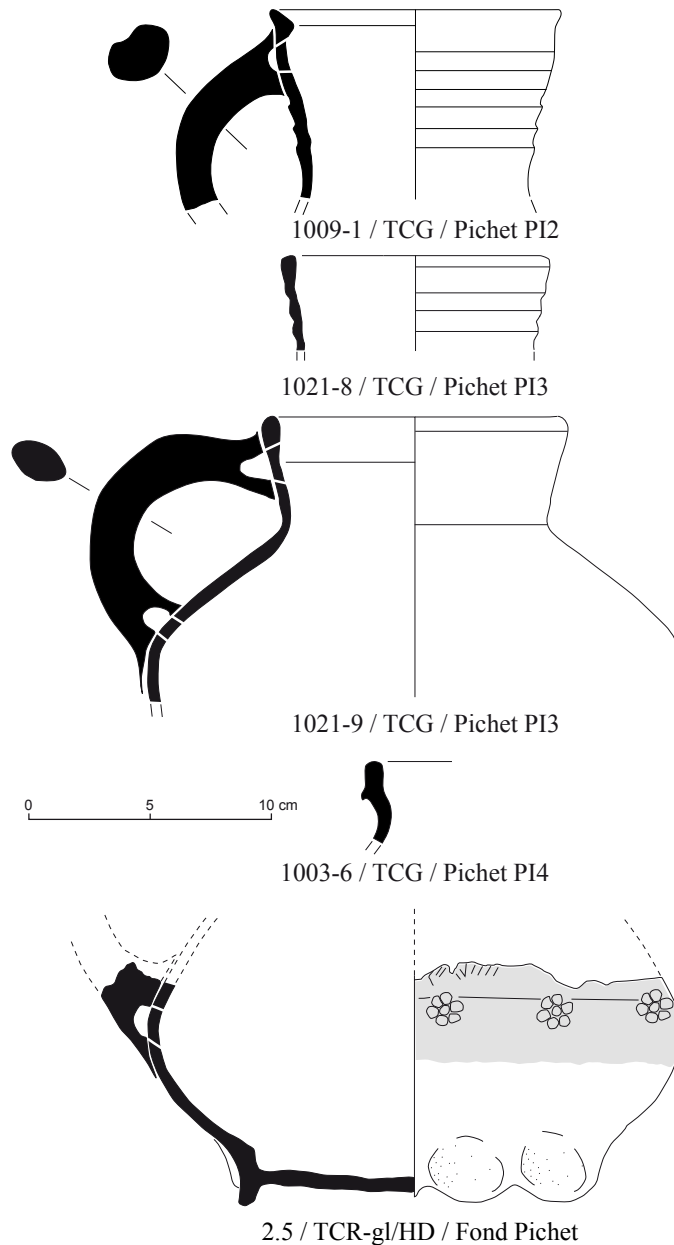 1009-1 / TCG / Pichet PI2
1021-8 / TCG / Pichet PI3
1021-9 / TCG / Pichet PI3
0 5 10 cm
1003-6 / TCG / Pichet PI4
2.5 / TCR-gl/HD / Fond Pichet